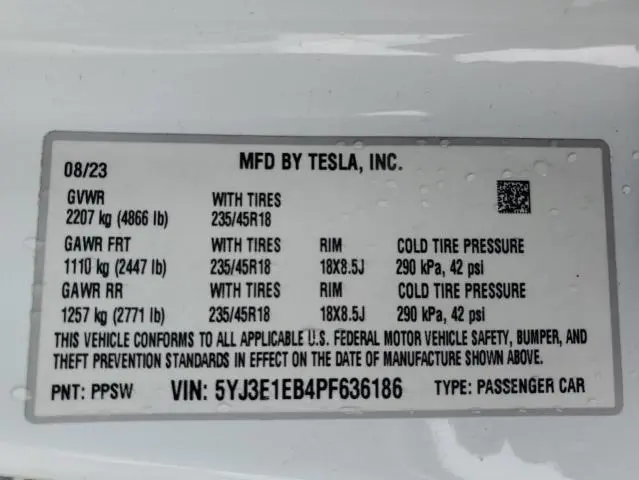 08/23 MFD BY TESLA, INC.
GVWR WITH TIRES
2207 kg (4866 lb) 235/45R18
GAWR FRT WITH TIRES RIM COLD TIRE PRESSURE
1110 kg (2447 lb) 235/45R18 18X8.5J 290 kPa, 42 psi
GAWR RR WITH TIRES RIM COLD TIRE PRESSURE
1257 kg (2771 lb) 235/45R18 18X8.5J 290 kPa, 42 psi
THIS VEHICLE CONFORMS TO ALL APPLICABLE U.S. FEDERAL MOTOR VEHICLE SAFETY, BUMPER, AND
THEFT PREVENTION STANDARDS IN EFFECT ON THE DATE OF MANUFACTURE SHOWN ABOVE.
PNT: PPSW VIN: 5YJ3E1EB4PF636186 TYPE: PASSENGER CAR